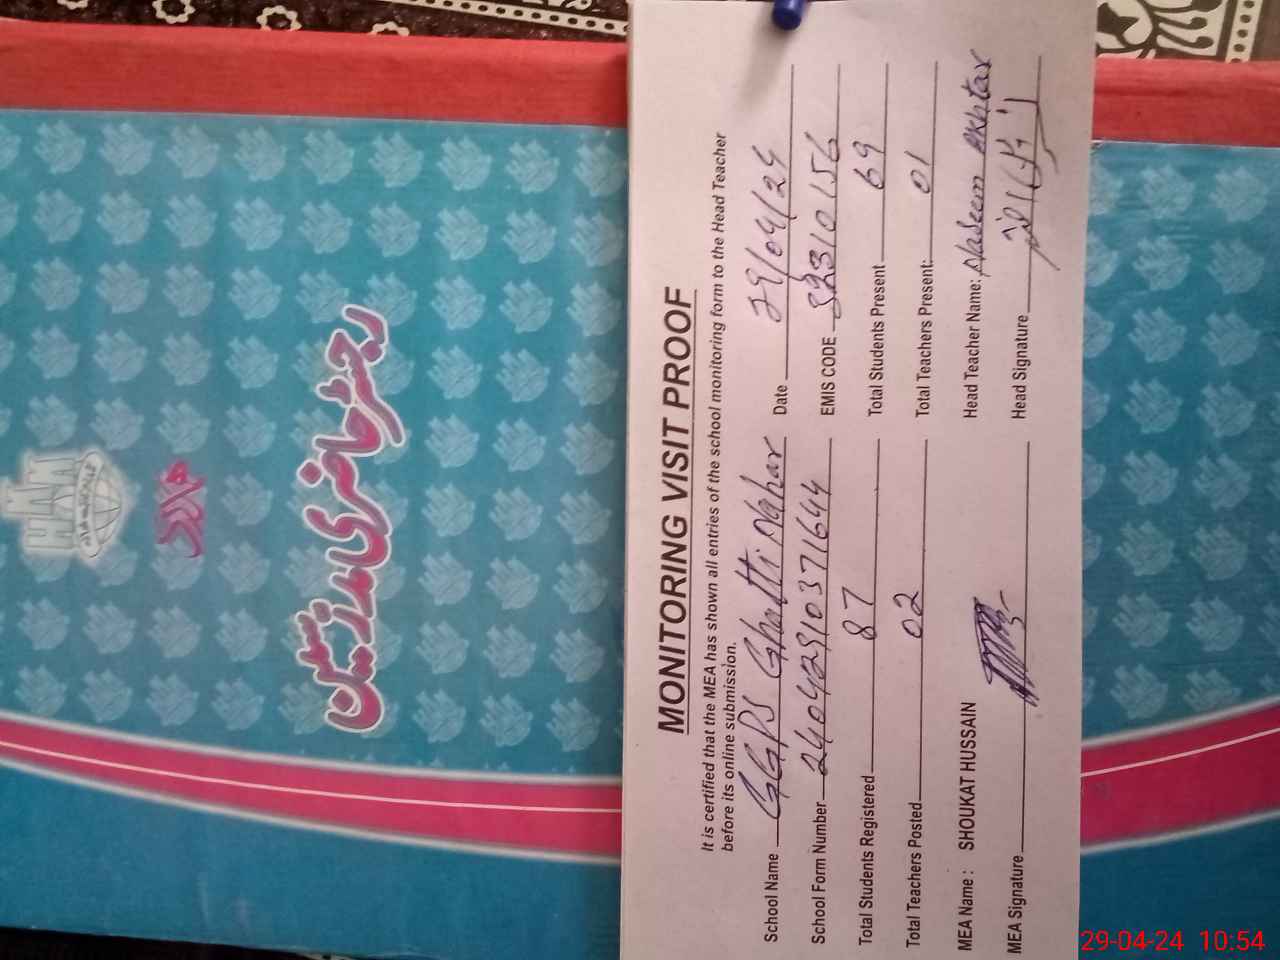 MONITORING VISIT PROOF
It is certified that the MEA has shown all entries of the school monitoring form to the Head Teacher
before its online submission.
School Name GGPS Ghatti Nahar Date 29/04/24
School Form Number 240429103371644 EMIS CODE 39310156
Total Students Registered 87 Total Students Present 69
Total Teachers Posted 02 Total Teachers Present: 01
MEA Name : SHOUKAT HUSSAIN Head Teacher Name: Naseem Akhtar
MEA Signature Head Signature
رجسٹر حاضری مدرسین
29-04-24 10:54